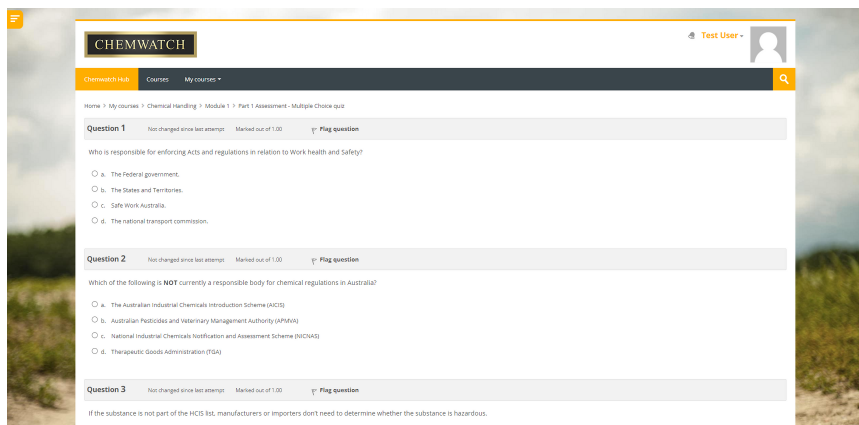 CHEMWATCH
Test User
Chemwatch Hub Courses My courses
Home > My courses > Chemical Handling > Module 1 > Part 1 Assessment - Multiple Choice quiz
Question 1 Not changed since last attempt Marked out of 1.00 Flag question
Who is responsible for enforcing Acts and regulations in relation to Work health and Safety?
a. The Federal government.
b. The States and Territories.
c. Safe Work Australia.
d. The national transport commission.
Question 2 Not changed since last attempt Marked out of 1.00 Flag question
Which of the following is NOT currently a responsible body for chemical regulations in Australia?
a. The Australian Industrial Chemicals Introduction Scheme (AICIS)
b. Australian Pesticides and Veterinary Management Authority (APMVA)
c. National Industrial Chemicals Notification and Assessment Scheme (NICNAS)
d. Therapeutic Goods Administration (TGA)
Question 3 Not changed since last attempt Marked out of 1.00 Flag question
If the substance is not part of the HCIS list, manufacturers or importers don't need to determine whether the substance is hazardous.